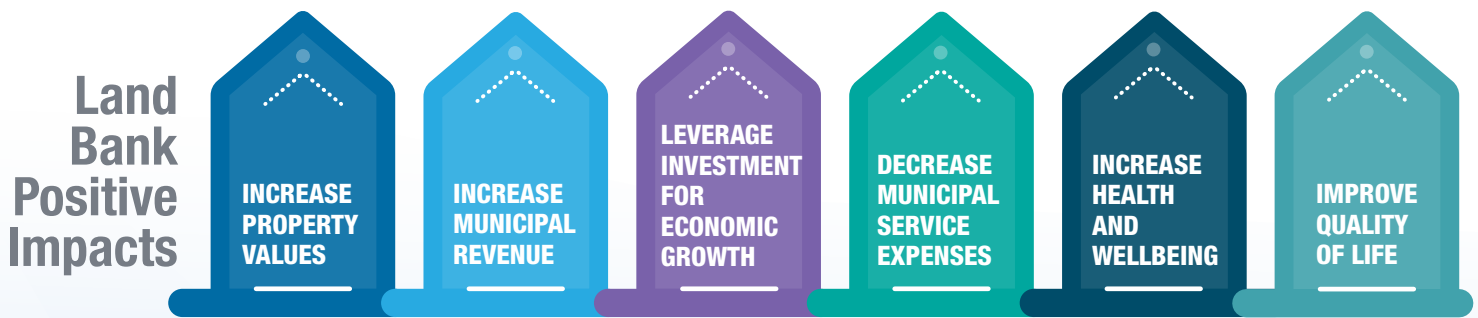 Land
Bank
Positive
Impacts
INCREASE
PROPERTY
VALUES
INCREASE
MUNICIPAL
REVENUE
LEVERAGE
INVESTMENT
FOR
ECONOMIC
GROWTH
DECREASE
MUNICIPAL
SERVICE
EXPENSES
INCREASE
HEALTH
AND
WELLBEING
IMPROVE
QUALITY
OF LIFE